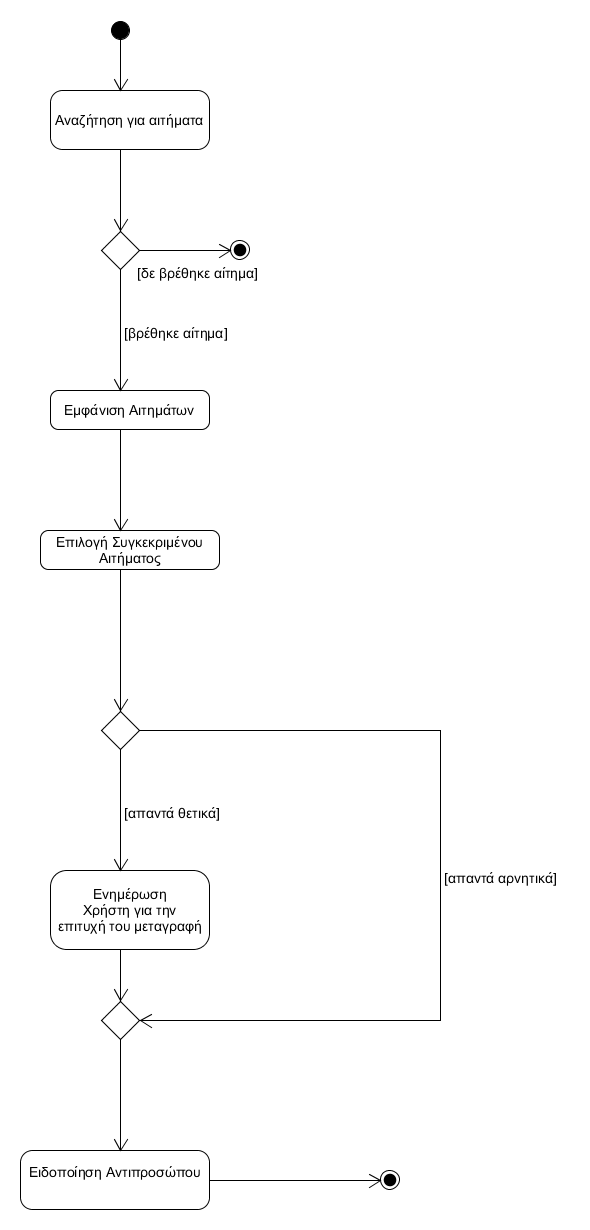 Αναζήτηση για αιτήματα
[δε βρέθηκε αίτημα]
[βρέθηκε αίτημα]
Εμφάνιση Αιτημάτων
Επιλογή Συγκεκριμένου
Αιτήματος
[απαντά θετικά]
[απαντά αρνητικά]
Ενημέρωση
Χρήστη για την
επιτυχή του μεταγραφή
Ειδοποίηση Αντιπροσώπου